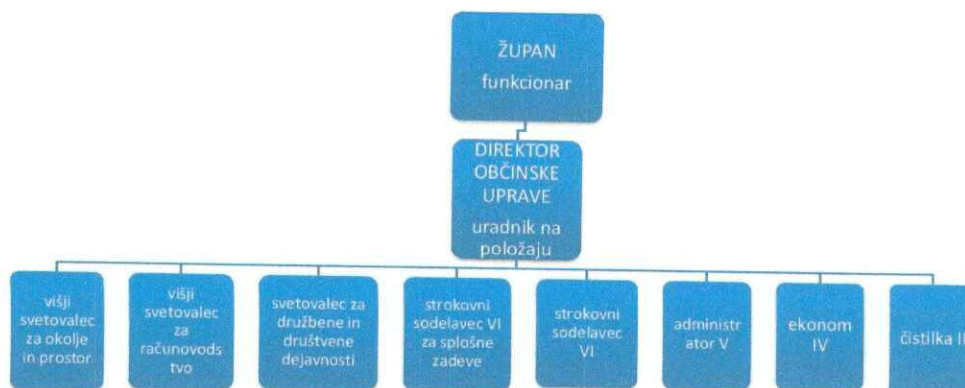 ŽUPAN
funkcionar
DIREKTOR
OBČINSKE
UPRAVE
uradnik na
položaju
višji
svetovalec
za okolje
in prostor
višji
svetovalec
za
računovods
tvo
svetovalec za
družbene in
društvene
dejavnosti
strokovni
sodelavec VI
za splošne
zadeve
strokovni
sodelavec
VI
administr
ator V
ekonom
IV
čistilka II